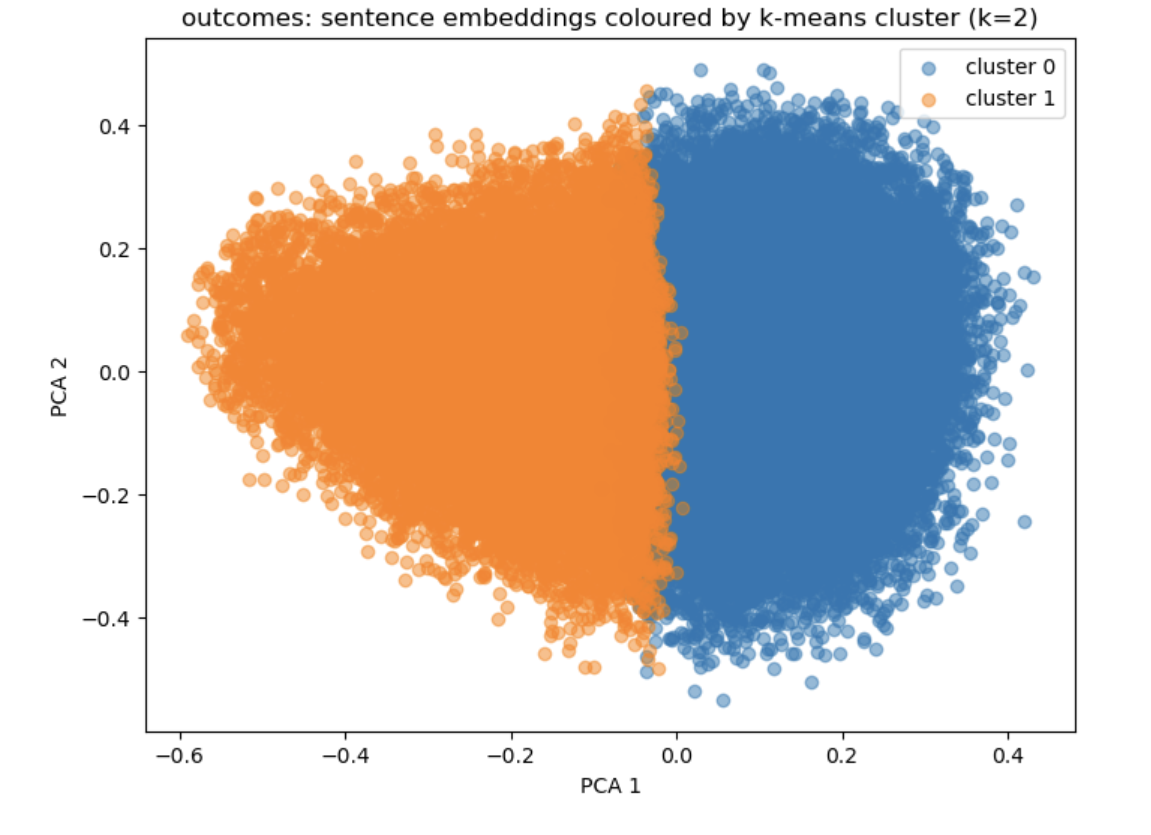 outcomes: sentence embeddings coloured by k-means cluster (k=2)
cluster 0
cluster 1
0.4
0.2
0.0
−0.2
−0.4
PCA 2
−0.6
−0.4
−0.2
0.0
0.2
0.4
PCA 1